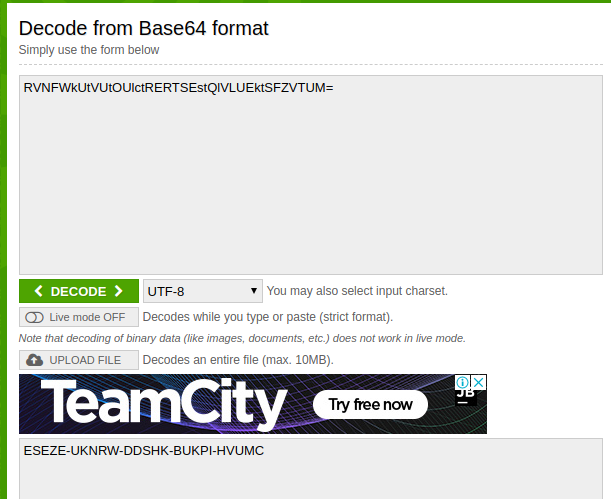 Decode from Base64 format
Simply use the form below
RVNFWkUtVUtOUlctRERTSEstQlVLUEktSFZVTUM=
DECODE UTF-8 You may also select input charset.
Live mode OFF Decodes while you type or paste (strict format).
Note that decoding of binary data (like images, documents, etc.) does not work in live mode.
UPLOAD FILE Decodes an entire file (max. 10MB).
TeamCity Try free now JB
ESEZE-UKNRW-DDSHK-BUKPI-HVUMC